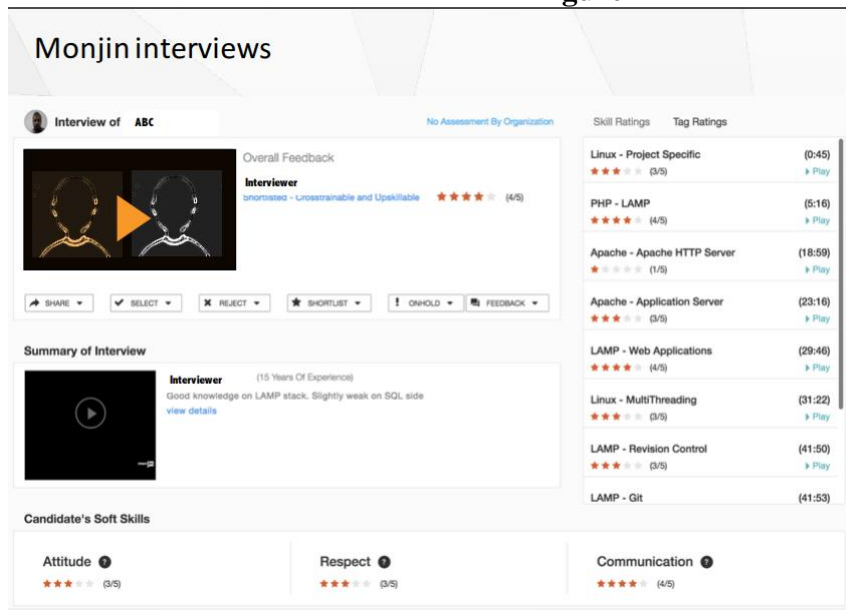 Monjin interviews
Interview of ABC
No Assessment By Organization
Overall Feedback
Interviewer
Shortlisted - Crosstrainable and Upskillable (4/5)
SHARE SELECT REJECT SHORTLIST ONHOLD FEEDBACK
Summary of Interview
Interviewer (15 Years Of Experience)
Good knowledge on LAMP stack. Slightly weak on SQL side
view details
Skill Ratings Tag Ratings
Linux - Project Specific (0:45)
(3/5) Play
PHP - LAMP (5:16)
(4/5) Play
Apache - Apache HTTP Server (18:59)
(1/5) Play
Apache - Application Server (23:16)
(3/5) Play
LAMP - Web Applications (29:46)
(4/5) Play
Linux - MultiThreading (31:22)
(3/5) Play
LAMP - Revision Control (41:50)
(3/5) Play
LAMP - Git (41:53)
Candidate's Soft Skills
Attitude ? Respect ? Communication ?
(3/5) (3/5) (4/5)